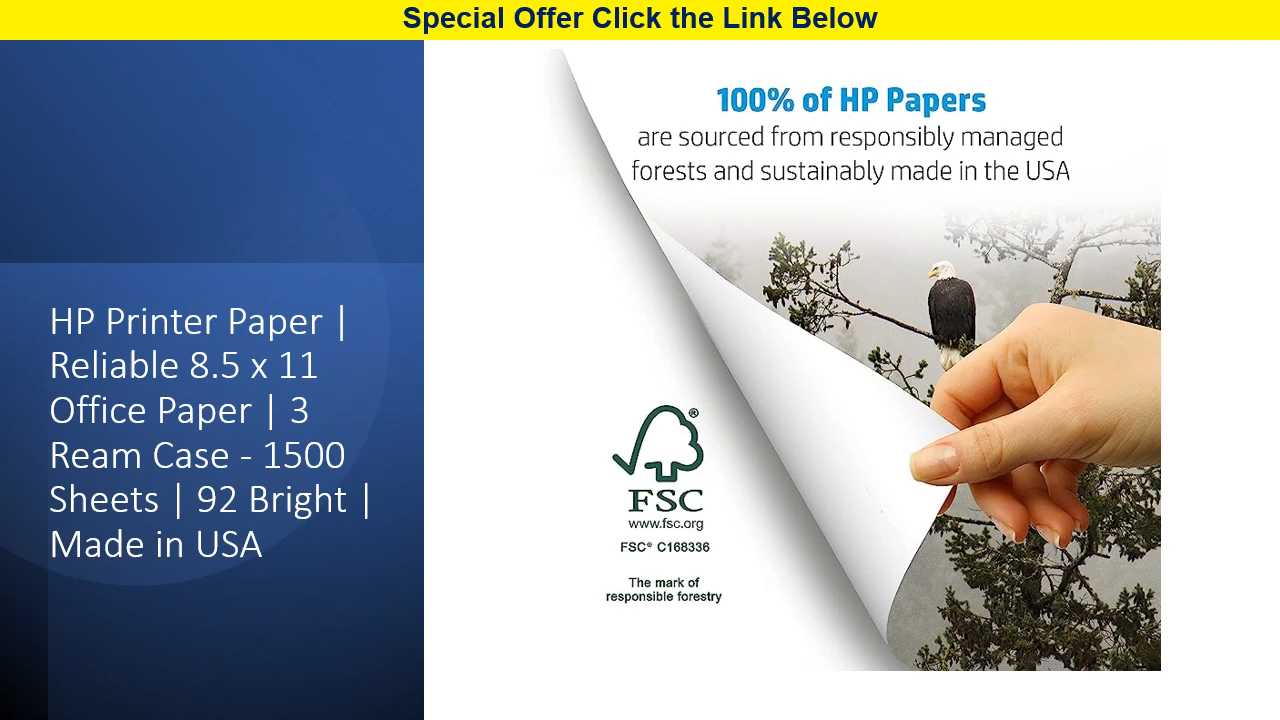 Special Offer Click the Link Below
HP Printer Paper |
Reliable 8.5 x 11
Office Paper | 3
Ream Case - 1500
Sheets | 92 Bright |
Made in USA
100% of HP Papers
are sourced from responsibly managed
forests and sustainably made in the USA
®
FSC
www.fsc.org
FSC® C168336
The mark of
responsible forestry